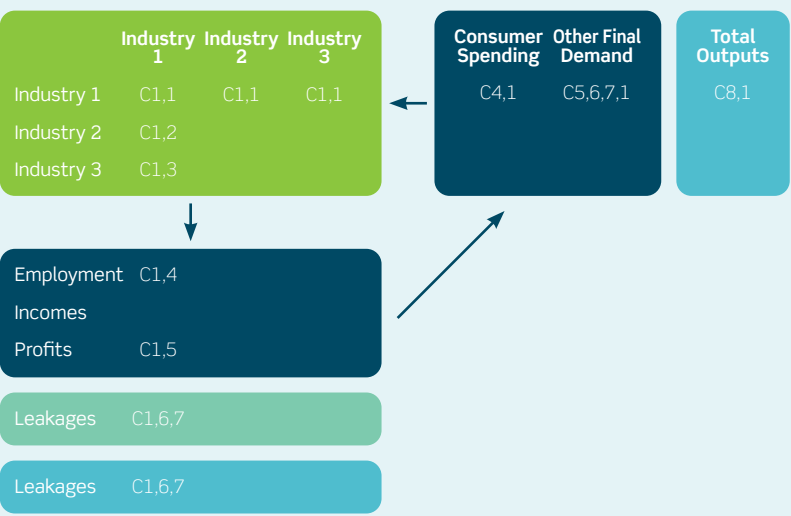 Industry 1 Industry 2 Industry 3
Industry 1 C1,1 C1,1 C1,1
Industry 2 C1,2
Industry 3 C1,3
Consumer Spending Other Final Demand
C4,1 C5,6,7,1
Total Outputs
C8,1
Employment C1,4
Incomes
Profits C1,5
Leakages C1,6,7
Leakages C1,6,7